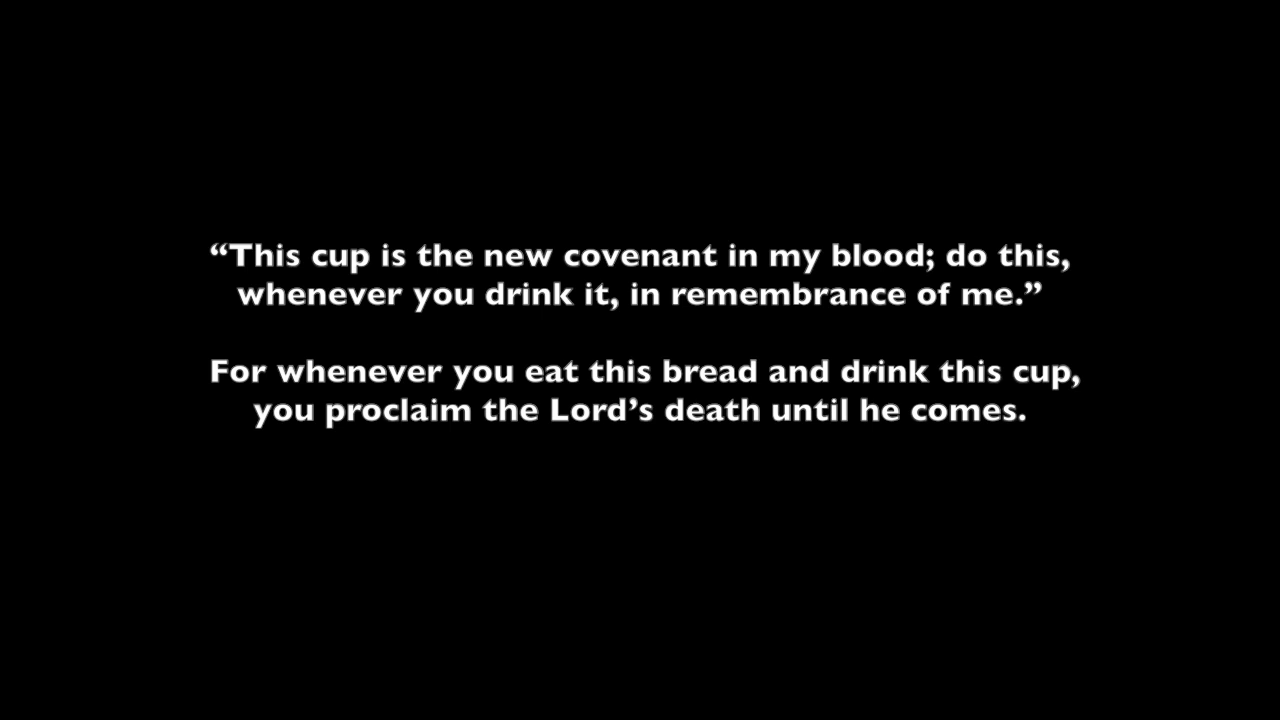 “This cup is the new covenant in my blood; do this,
whenever you drink it, in remembrance of me.”
For whenever you eat this bread and drink this cup,
you proclaim the Lord’s death until he comes.